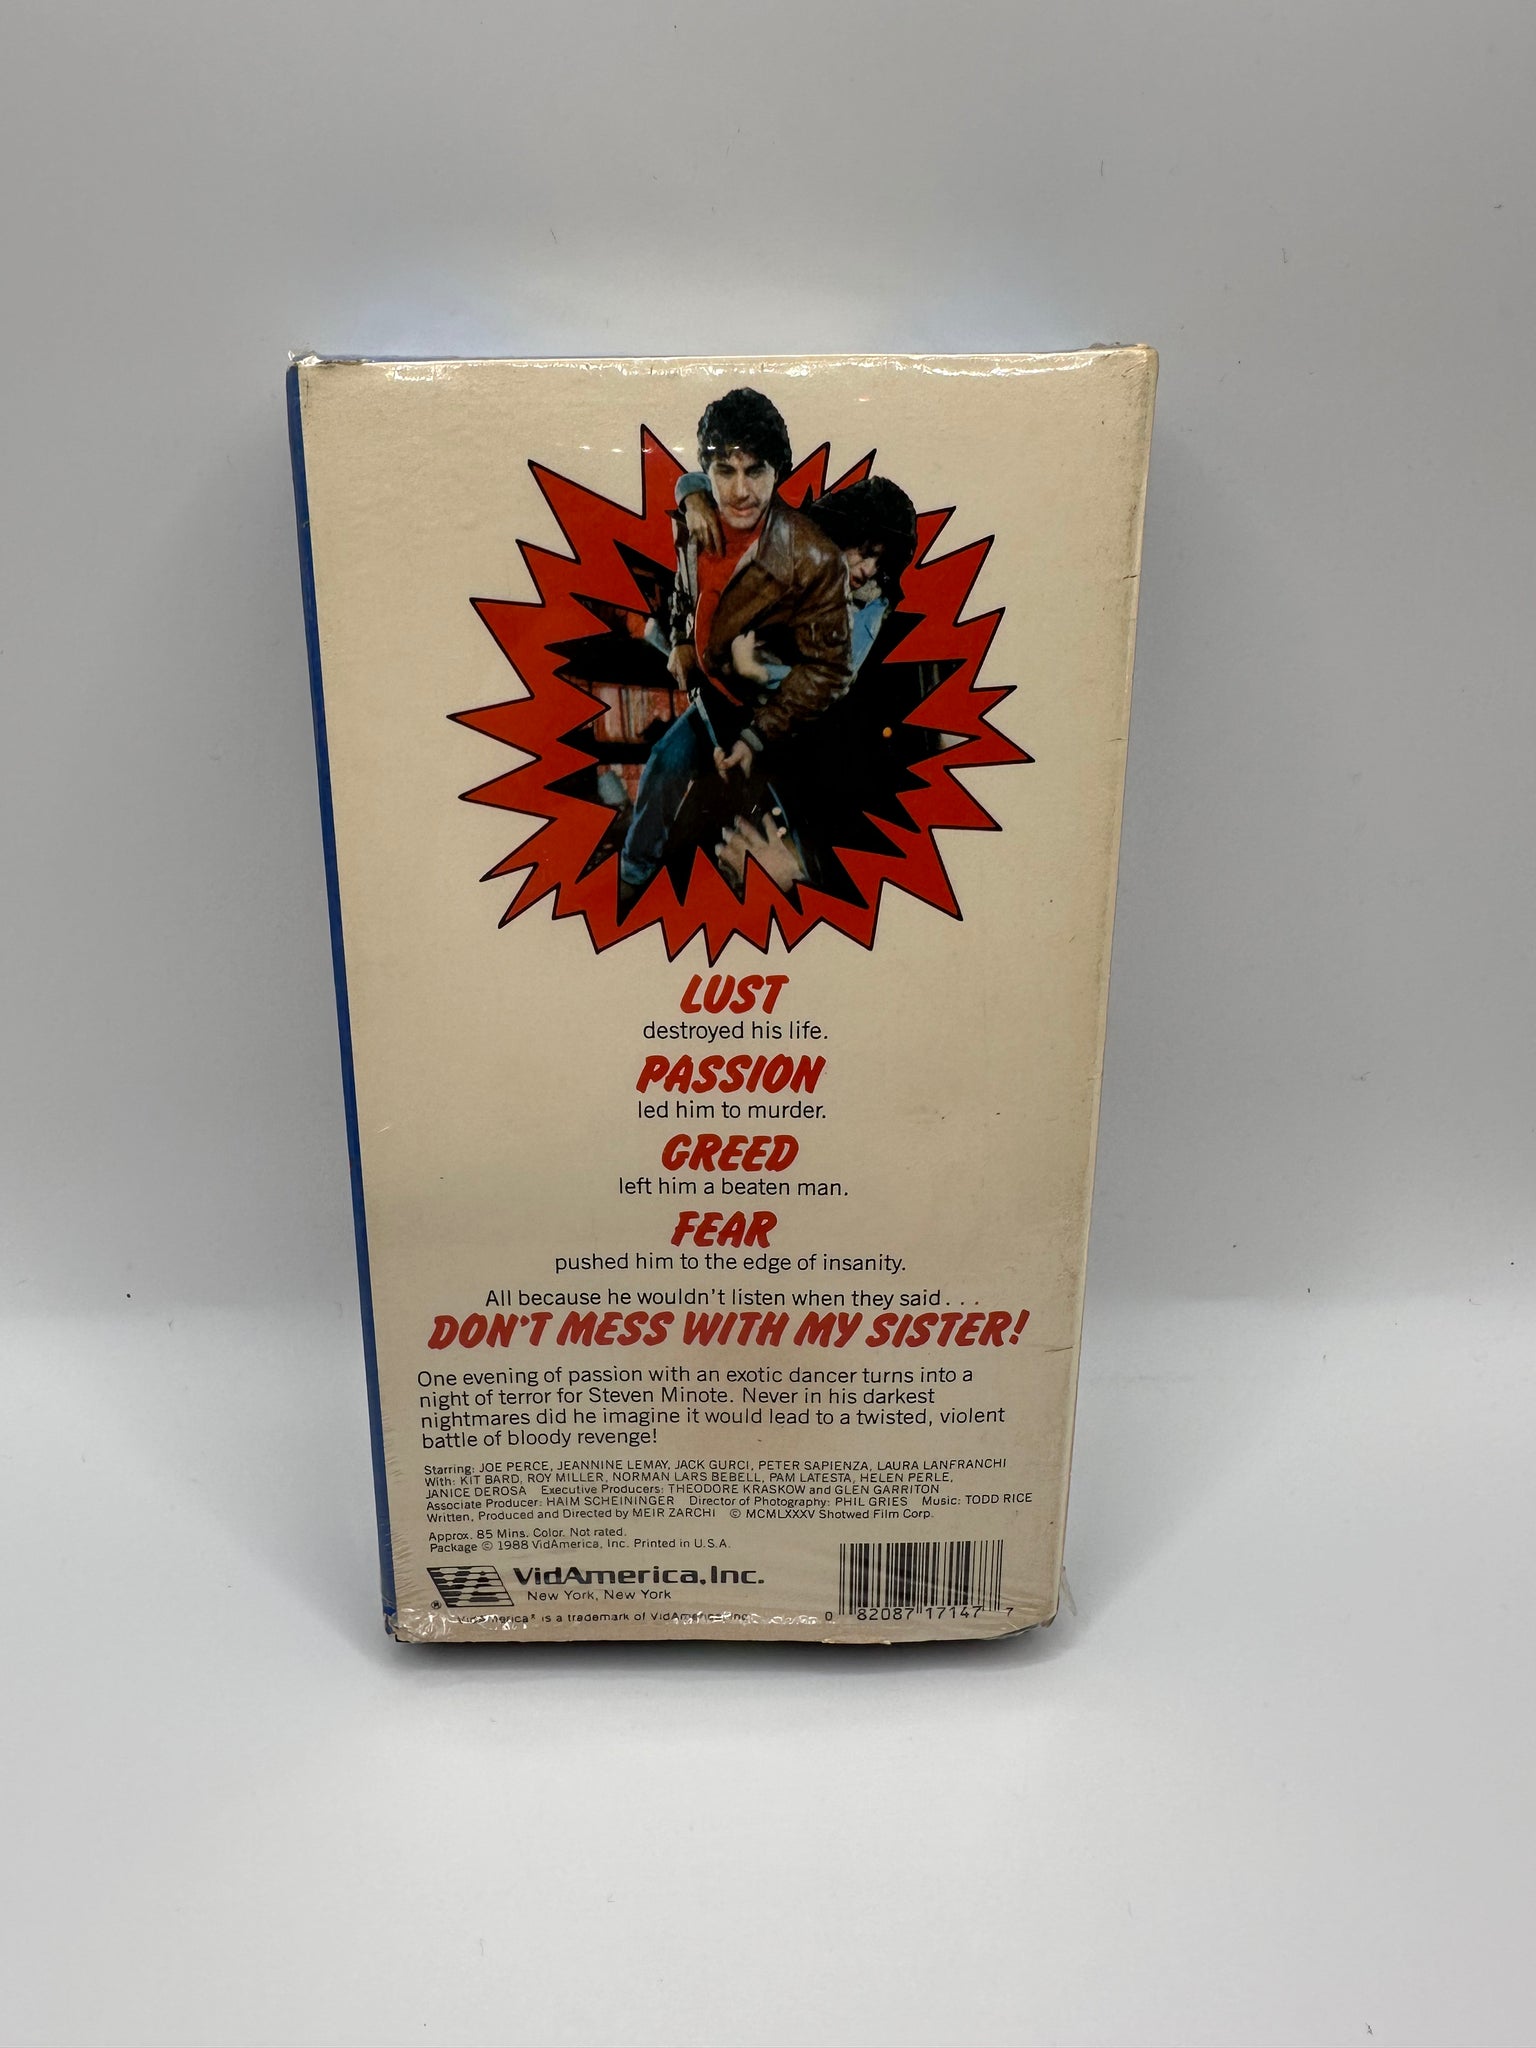 LUST
destroyed his life.
PASSION
led him to murder.
GREED
left him a beaten man.
FEAR
pushed him to the edge of insanity.
All because he wouldn't listen when they said . . .
DON'T MESS WITH MY SISTER!
One evening of passion with an exotic dancer turns into a
night of terror for Steven Minote. Never in his darkest
nightmares did he imagine it would lead to a twisted, violent
battle of bloody revenge!
Starring: JOE PERCE, JEANNINE LEMAY, JACK GURCI, PETER SAPIENZA, LAURA LANFRANCHI
With: KIT BARD, ROY MILLER, NORMAN LARS BEBELL, PAM LATESTA, HELEN PERLE,
JANICE DEROSA Executive Producers: THEODORE KRASKOW and GLEN GARRITON
Associate Producer: HAIM SCHEININGER Director of Photography: PHIL GRIES Music: TODD RICE
Written, Produced and Directed by MEIR ZARCHI © MCMLXXXV Shotwed Film Corp.
Approx. 85 Mins. Color. Not rated.
Package © 1988 VidAmerica, Inc. Printed in U.S.A.
® VidAmerica, Inc.
New York, New York
VidAmerica® is a trademark of VidAmerica, Inc.
0 82087 17147 7